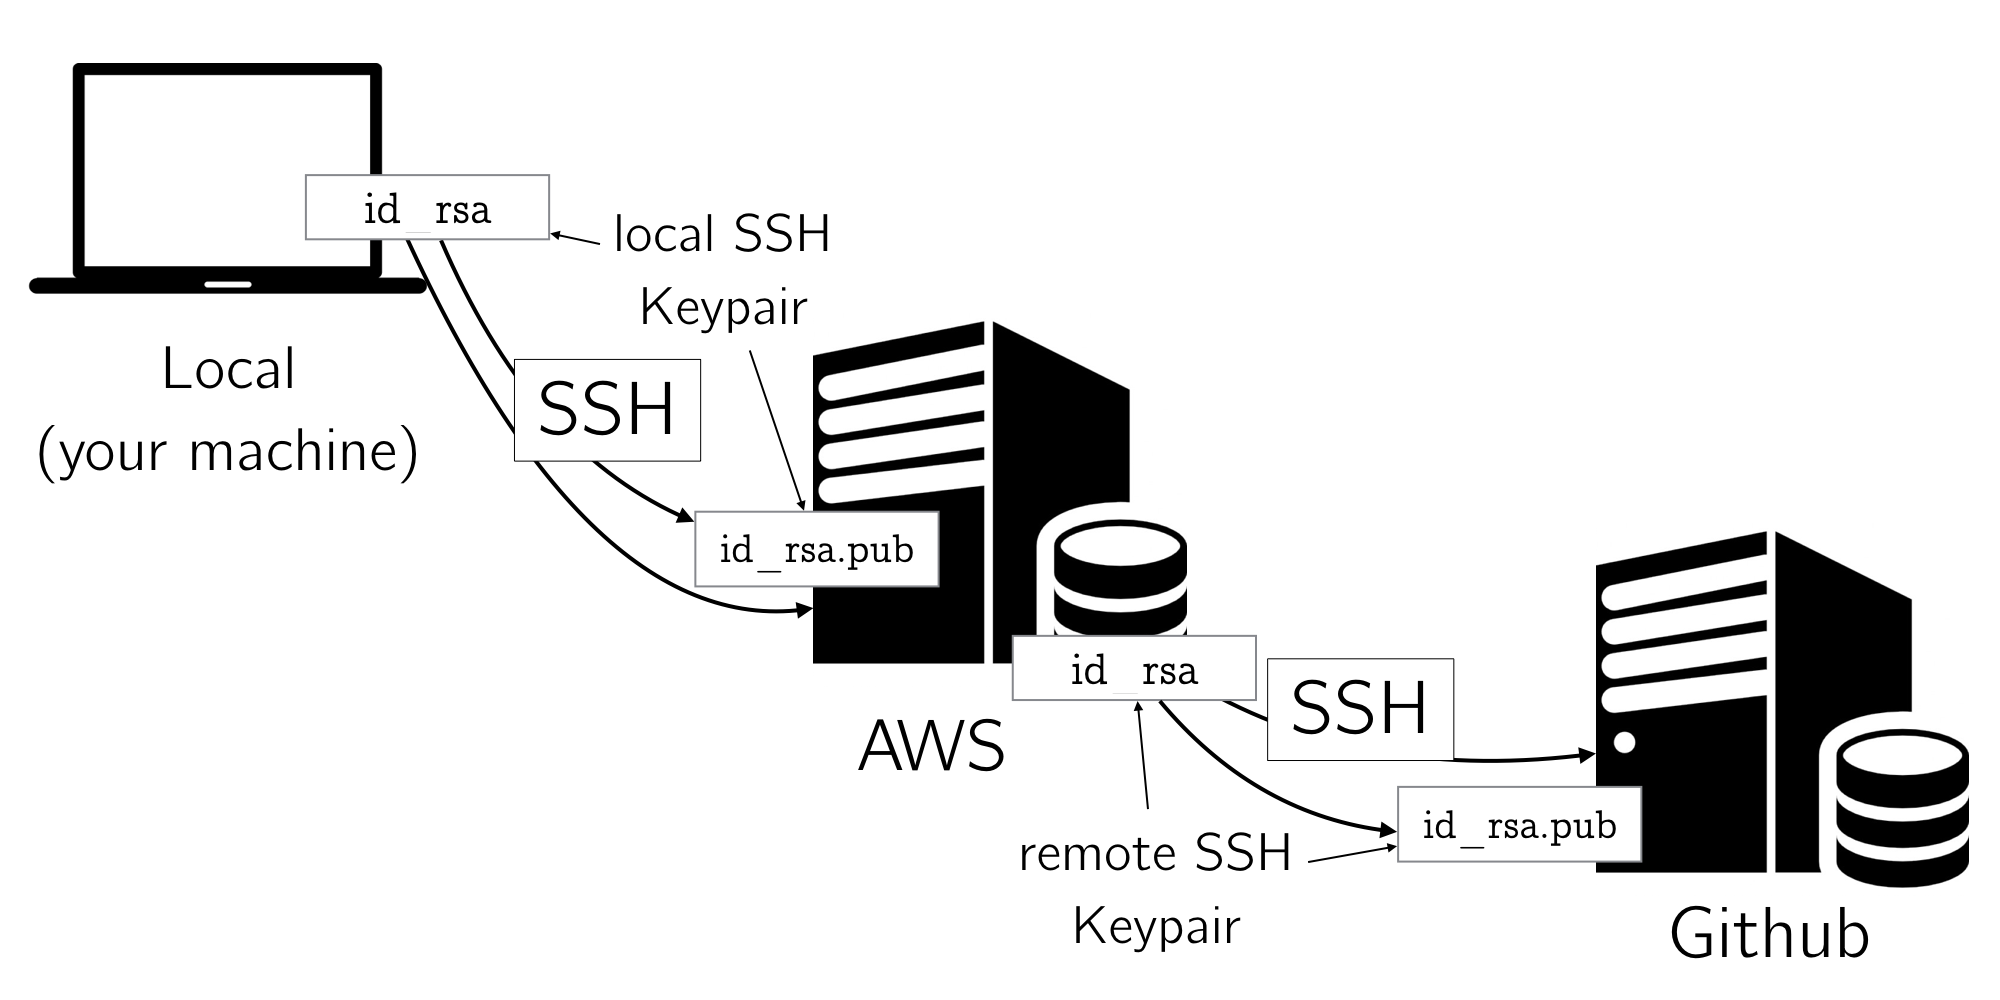 id_rsa
local SSH
Keypair
Local
(your machine)
SSH
id_rsa.pub
id_rsa
SSH
AWS
id_rsa.pub
remote SSH
Keypair
Github